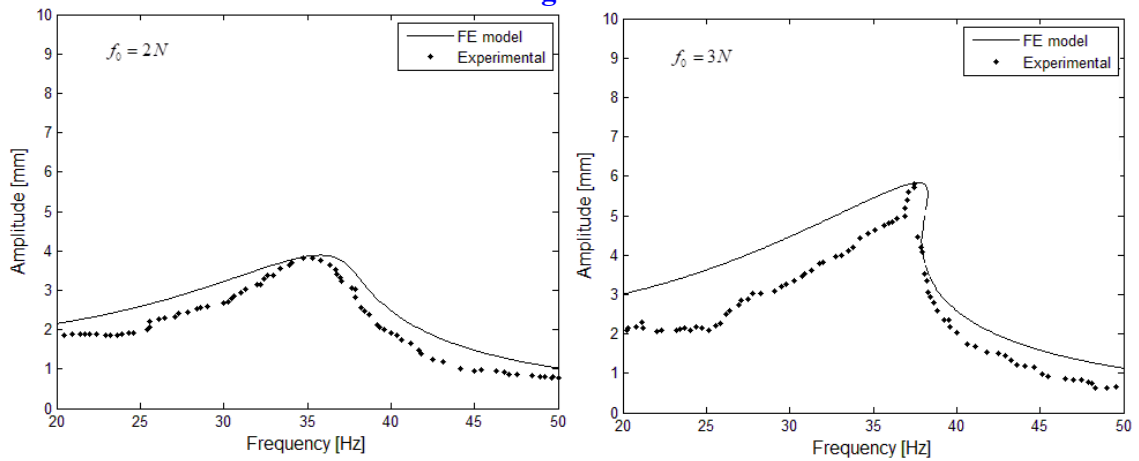 g
10
9
8
7
6
5
4
3
2
1
0
Amplitude [mm]
f₀ = 2N
FE model
Experimental
20 25 30 35 40 45 50
Frequency [Hz]
10
9
8
7
6
5
4
3
2
1
0
Amplitude [mm]
f₀ = 3N
FE model
Experimental
20 25 30 35 40 45 50
Frequency [Hz]